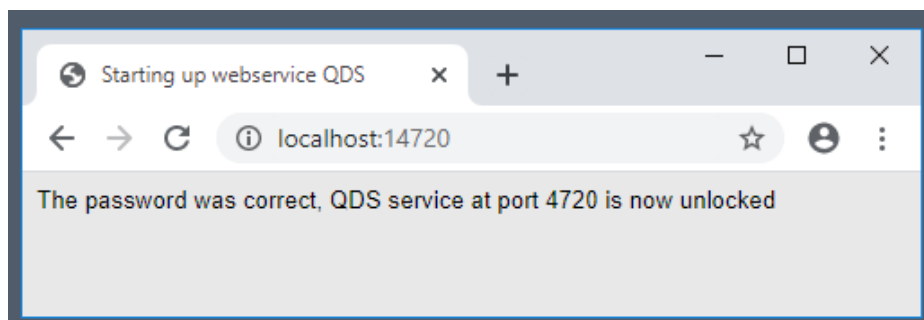 Starting up webservice QDS
localhost:14720
The password was correct, QDS service at port 4720 is now unlocked